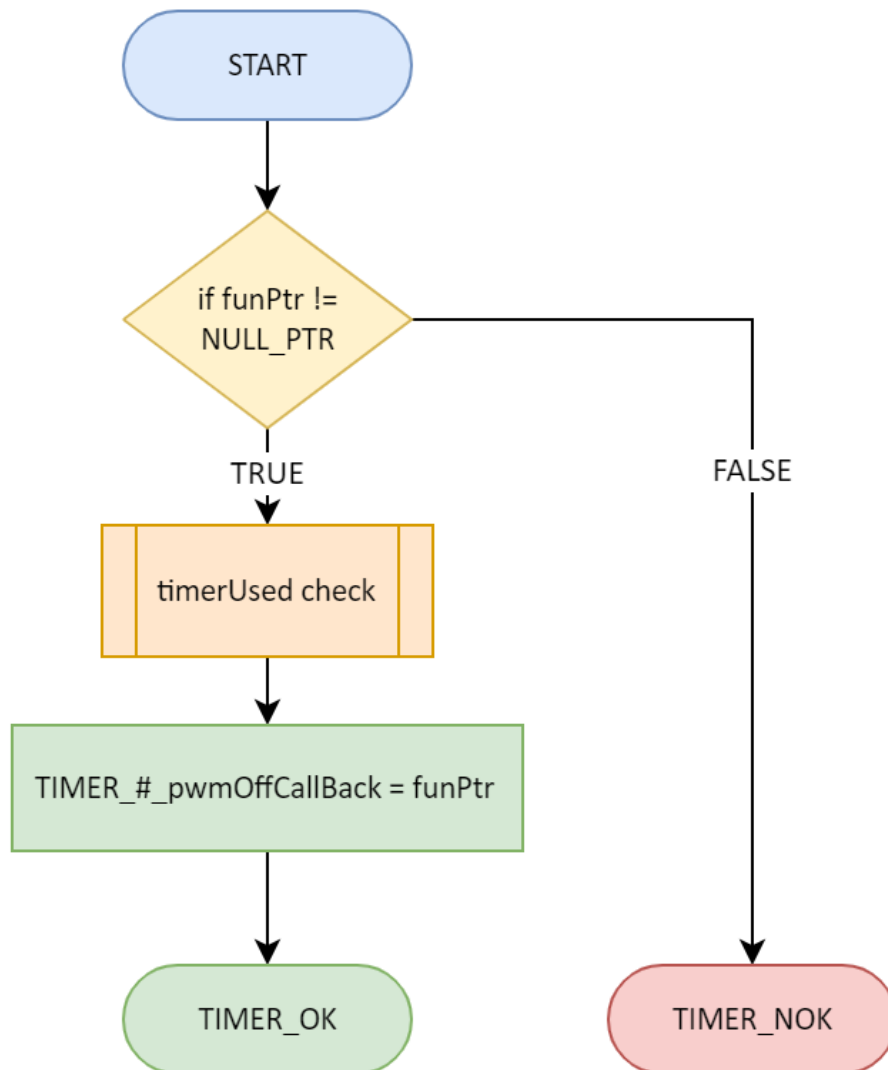 START
if funPtr !=
NULL_PTR
TRUE
FALSE
timerUsed check
TIMER_#_pwmOffCallBack = funPtr
TIMER_OK
TIMER_NOK